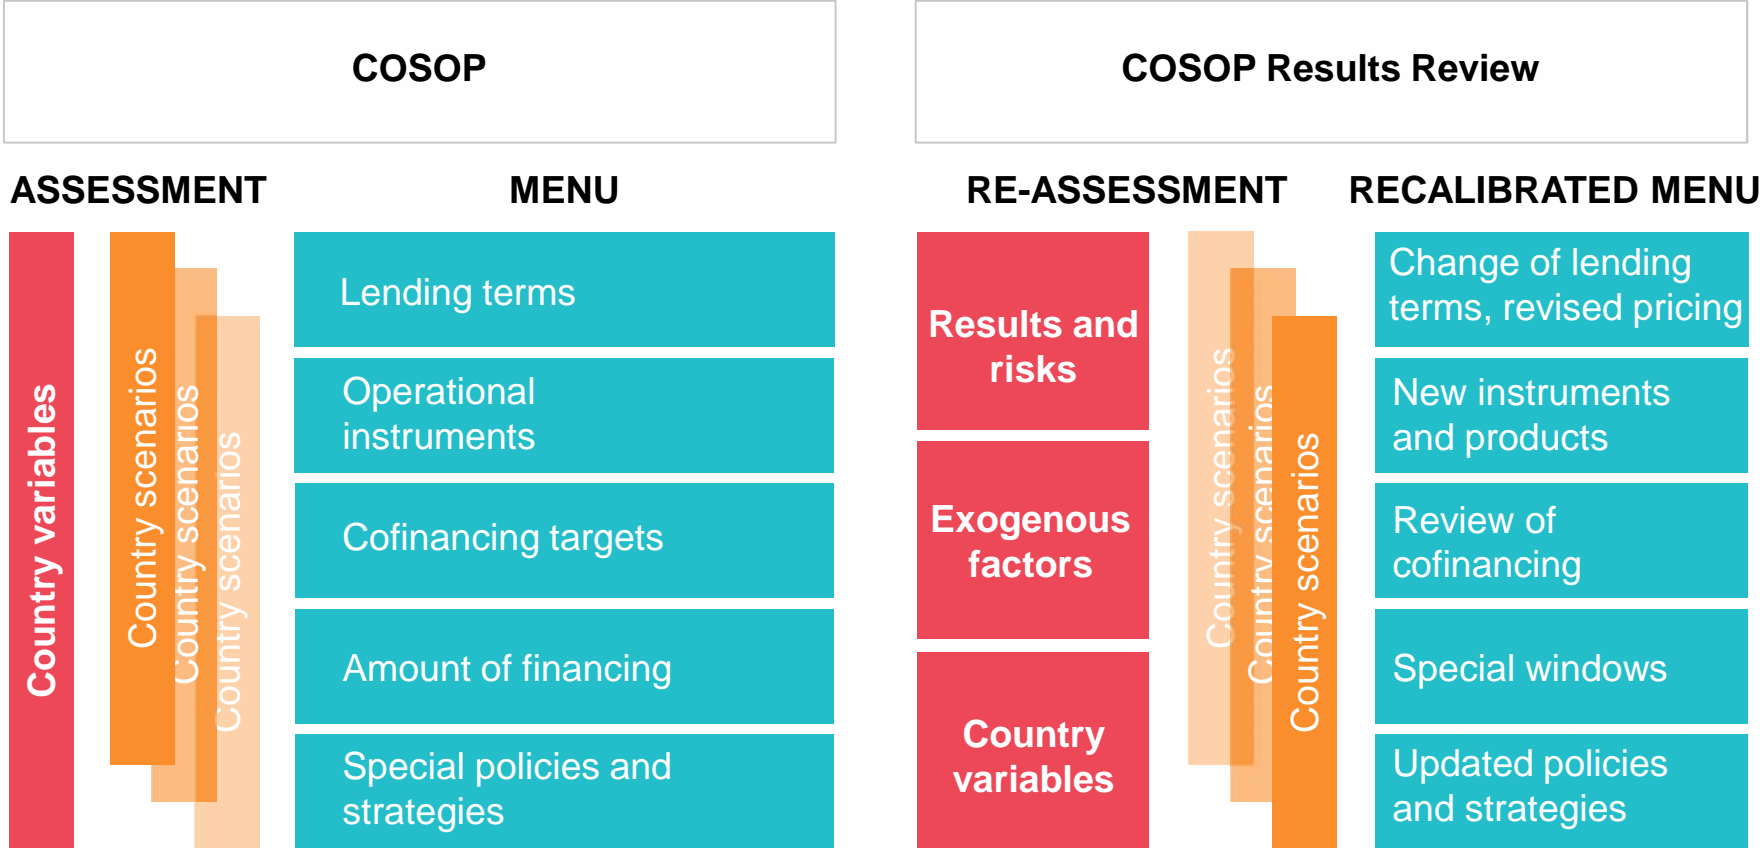 COSOP
ASSESSMENT
MENU
Country variables
Country scenarios
Country scenarios
Country scenarios
Lending terms
Operational
instruments
Cofinancing targets
Amount of financing
Special policies and
strategies
COSOP Results Review
RE-ASSESSMENT
RECALIBRATED MENU
Results and
risks
Exogenous
factors
Country
variables
Country scenarios
Country scenarios
Country scenarios
Change of lending
terms, revised pricing
New instruments
and products
Review of
cofinancing
Special windows
Updated policies
and strategies